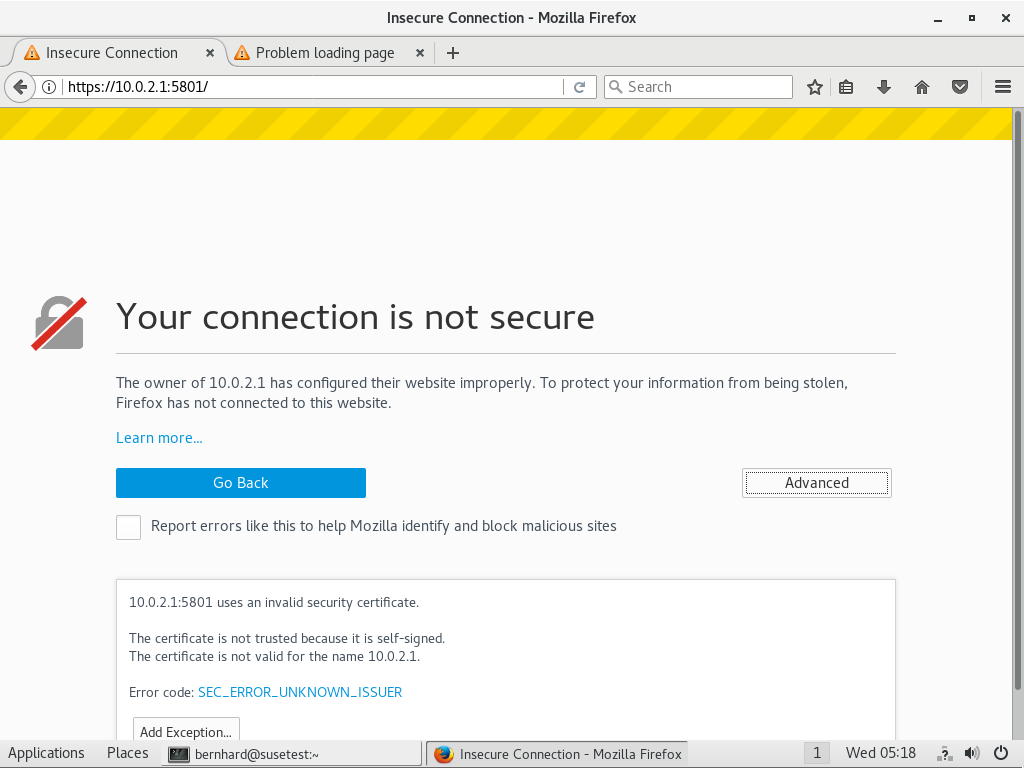 Insecure Connection - Mozilla Firefox
Insecure Connection
Problem loading page
https://10.0.2.1:5801/
Search
Your connection is not secure
The owner of 10.0.2.1 has configured their website improperly. To protect your information from being stolen,
Firefox has not connected to this website.
Learn more...
Go Back
Advanced
Report errors like this to help Mozilla identify and block malicious sites
10.0.2.1:5801 uses an invalid security certificate.
The certificate is not trusted because it is self-signed.
The certificate is not valid for the name 10.0.2.1.
Error code: SEC_ERROR_UNKNOWN_ISSUER
Add Exception...
Applications
Places
bernhard@susetest:~
Insecure Connection - Mozilla Firefox
1
Wed 05:18